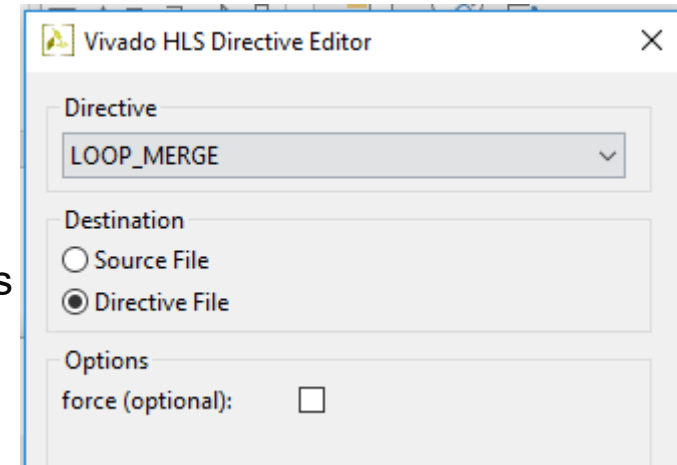 Vivado HLS Directive Editor
Directive
LOOP_MERGE
Destination
Source File
s
Directive File
Options
force (optional):